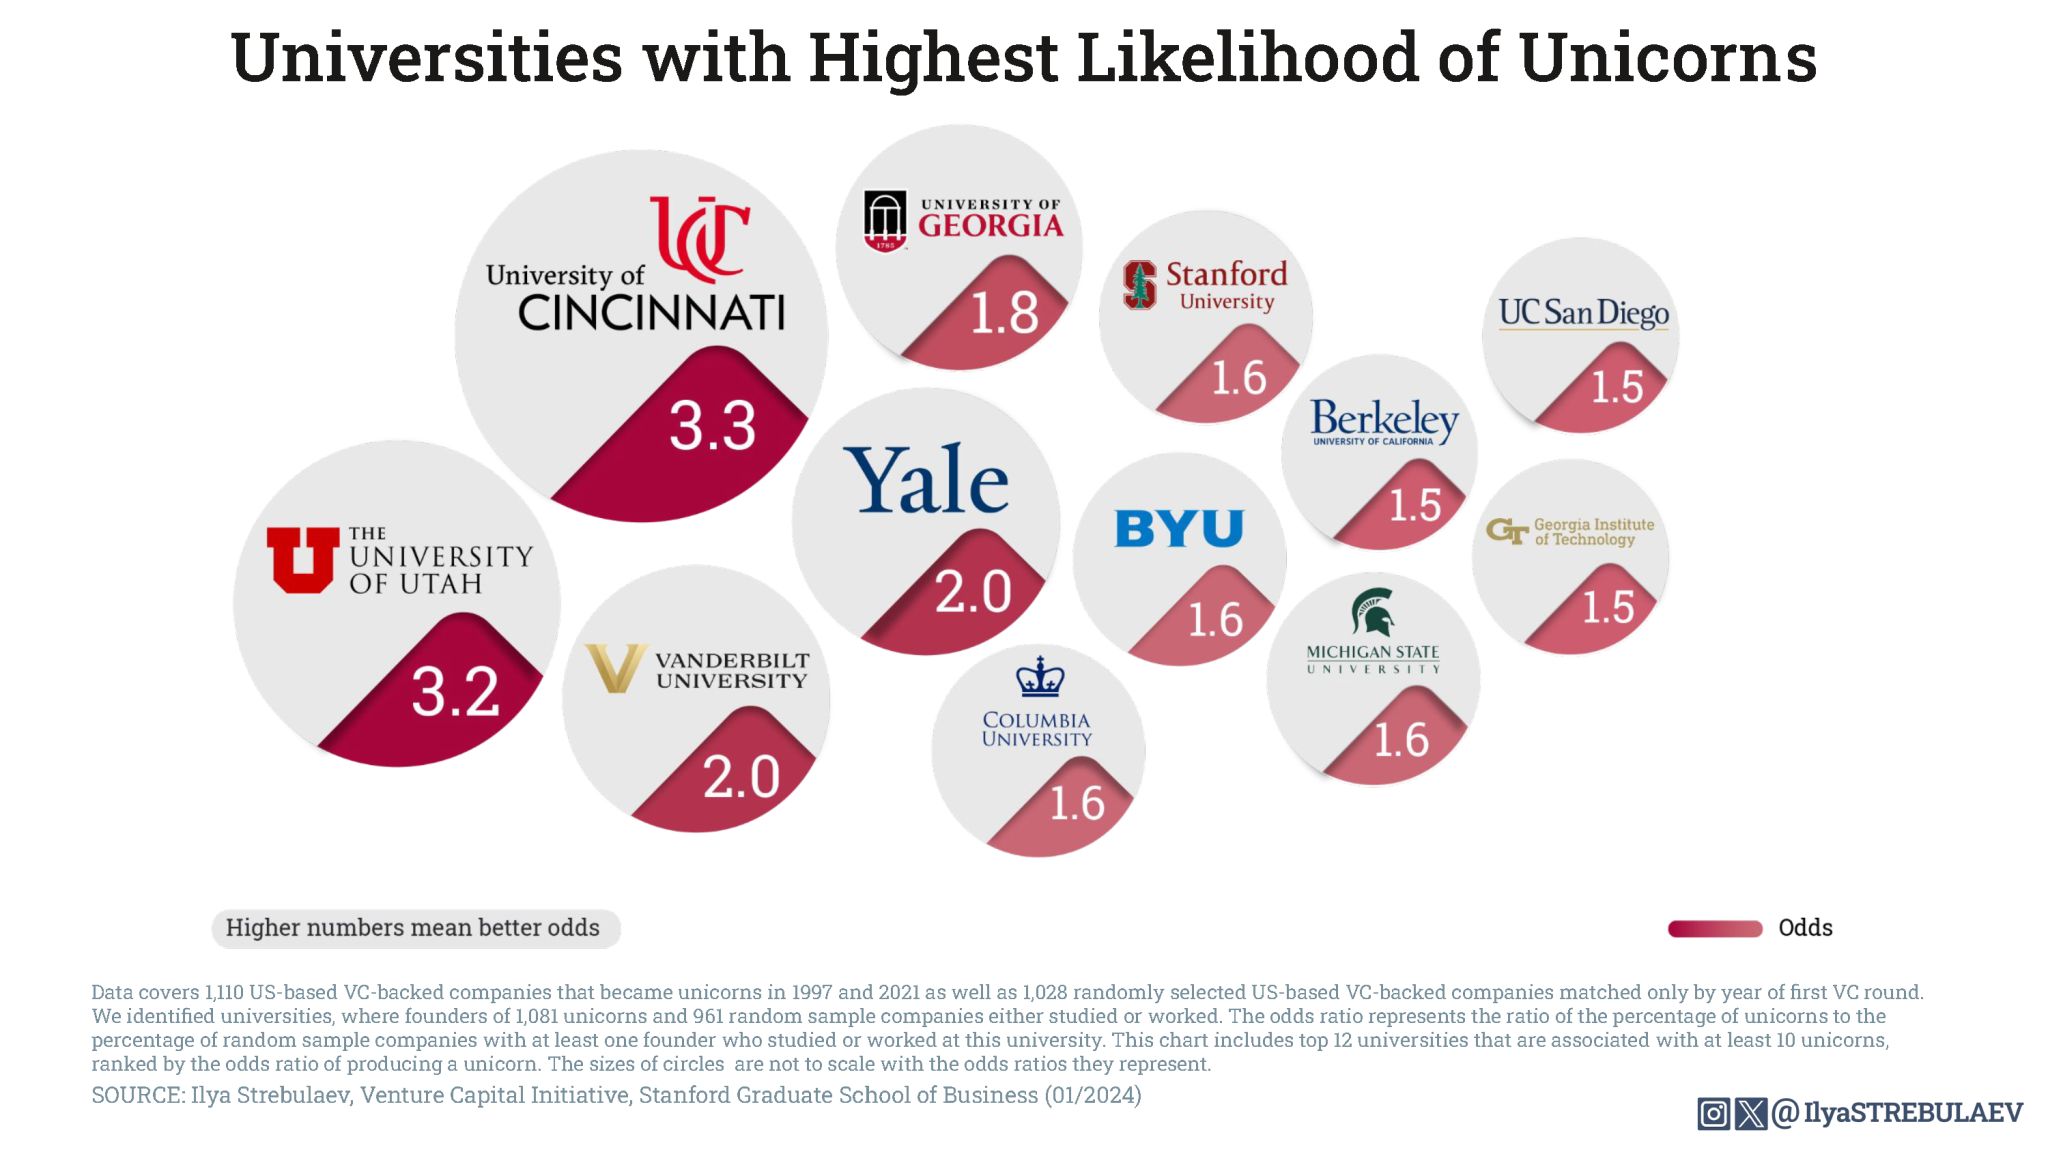 Universities with Highest Likelihood of Unicorns
UC
University of
CINCINNATI
3.3
UNIVERSITY OF
GEORGIA
1785
1.8
S
Stanford
University
1.6
UC San Diego
1.5
Berkeley
UNIVERSITY OF CALIFORNIA
1.5
Yale
2.0
U
THE
UNIVERSITY
OF UTAH
3.2
BYU
1.6
GT
Georgia Institute
of Technology
1.5
V
VANDERBILT
UNIVERSITY
2.0
COLUMBIA
UNIVERSITY
1.6
MICHIGAN STATE
UNIVERSITY
1.6
Higher numbers mean better odds
Odds
Data covers 1,110 US-based VC-backed companies that became unicorns in 1997 and 2021 as well as 1,028 randomly selected US-based VC-backed companies matched only by year of first VC round.
We identified universities, where founders of 1,081 unicorns and 961 random sample companies either studied or worked. The odds ratio represents the ratio of the percentage of unicorns to the
percentage of random sample companies with at least one founder who studied or worked at this university. This chart includes top 12 universities that are associated with at least 10 unicorns,
ranked by the odds ratio of producing a unicorn. The sizes of circles are not to scale with the odds ratios they represent.
SOURCE: Ilya Strebulaev, Venture Capital Initiative, Stanford Graduate School of Business (01/2024)
@IlyaSTREBULAEV